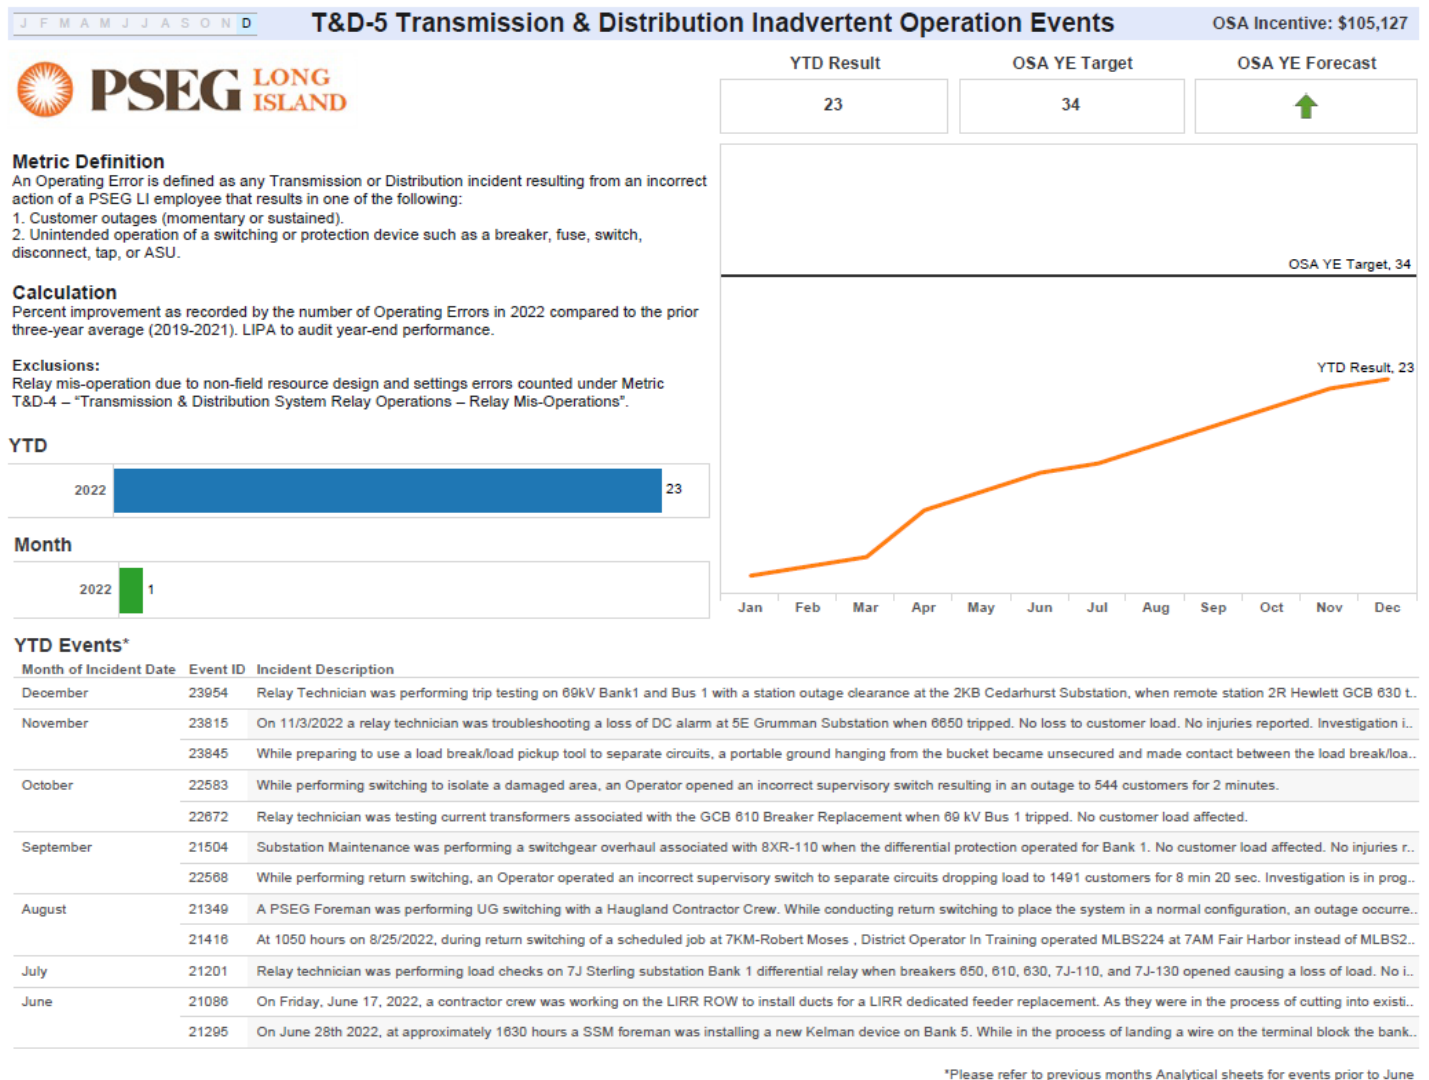 J F M A M J J A S O N D
T&D-5 Transmission & Distribution Inadvertent Operation Events
OSA Incentive: $105,127
PSEG LONG ISLAND
YTD Result
OSA YE Target
OSA YE Forecast
23
34
Metric Definition
An Operating Error is defined as any Transmission or Distribution incident resulting from an incorrect
action of a PSEG LI employee that results in one of the following:
1. Customer outages (momentary or sustained).
2. Unintended operation of a switching or protection device such as a breaker, fuse, switch,
disconnect, tap, or ASU.
Calculation
Percent improvement as recorded by the number of Operating Errors in 2022 compared to the prior
three-year average (2019-2021). LIPA to audit year-end performance.
Exclusions:
Relay mis-operation due to non-field resource design and settings errors counted under Metric
T&D-4 – “Transmission & Distribution System Relay Operations – Relay Mis-Operations”.
YTD
2022
23
Month
2022
1
OSA YE Target, 34
YTD Result, 23
Jan Feb Mar Apr May Jun Jul Aug Sep Oct Nov Dec
YTD Events*
Month of Incident Date Event ID Incident Description
December 23954 Relay Technician was performing trip testing on 69kV Bank1 and Bus 1 with a station outage clearance at the 2KB Cedarhurst Substation, when remote station 2R Hewlett GCB 630 t..
November 23815 On 11/3/2022 a relay technician was troubleshooting a loss of DC alarm at 5E Grumman Substation when 6650 tripped. No loss to customer load. No injuries reported. Investigation i..
23845 While preparing to use a load break/load pickup tool to separate circuits, a portable ground hanging from the bucket became unsecured and made contact between the load break/loa..
October 22583 While performing switching to isolate a damaged area, an Operator opened an incorrect supervisory switch resulting in an outage to 544 customers for 2 minutes.
22672 Relay technician was testing current transformers associated with the GCB 610 Breaker Replacement when 69 kV Bus 1 tripped. No customer load affected.
September 21504 Substation Maintenance was performing a switchgear overhaul associated with 8XR-110 when the differential protection operated for Bank 1. No customer load affected. No injuries r..
22568 While performing return switching, an Operator operated an incorrect supervisory switch to separate circuits dropping load to 1491 customers for 8 min 20 sec. Investigation is in prog..
August 21349 A PSEG Foreman was performing UG switching with a Haugland Contractor Crew. While conducting return switching to place the system in a normal configuration, an outage occurre..
21416 At 1050 hours on 8/25/2022, during return switching of a scheduled job at 7KM-Robert Moses , District Operator In Training operated MLBS224 at 7AM Fair Harbor instead of MLBS2..
July 21201 Relay technician was performing load checks on 7J Sterling substation Bank 1 differential relay when breakers 650, 610, 630, 7J-110, and 7J-130 opened causing a loss of load. No i..
June 21086 On Friday, June 17, 2022, a contractor crew was working on the LIRR ROW to install ducts for a LIRR dedicated feeder replacement. As they were in the process of cutting into existi..
21295 On June 28th 2022, at approximately 1630 hours a SSM foreman was installing a new Kelman device on Bank 5. While in the process of landing a wire on the terminal block the bank..
*Please refer to previous months Analytical sheets for events prior to June